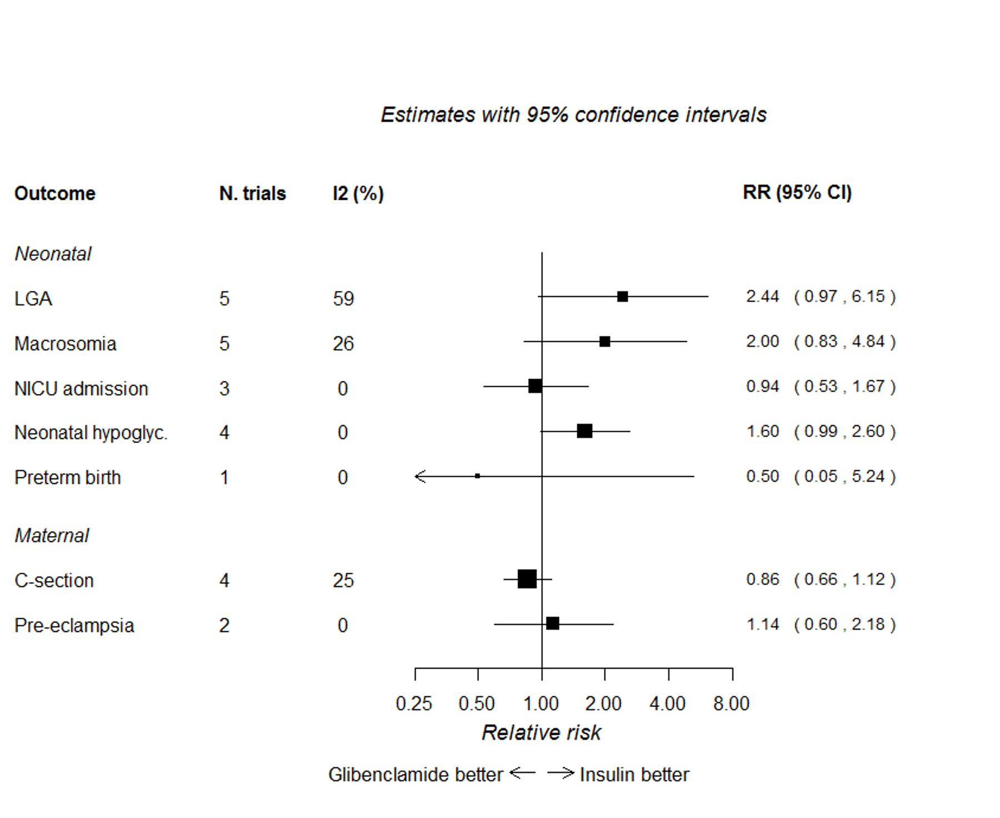 Estimates with 95% confidence intervals
Outcome N. trials I2 (%) RR (95% CI)
Neonatal
LGA 5 59 2.44 ( 0.97 , 6.15 )
Macrosomia 5 26 2.00 ( 0.83 , 4.84 )
NICU admission 3 0 0.94 ( 0.53 , 1.67 )
Neonatal hypoglyc. 4 0 1.60 ( 0.99 , 2.60 )
Preterm birth 1 0 0.50 ( 0.05 , 5.24 )
Maternal
C-section 4 25 0.86 ( 0.66 , 1.12 )
Pre-eclampsia 2 0 1.14 ( 0.60 , 2.18 )
0.25 0.50 1.00 2.00 4.00 8.00
Relative risk
Glibenclamide better Insulin better